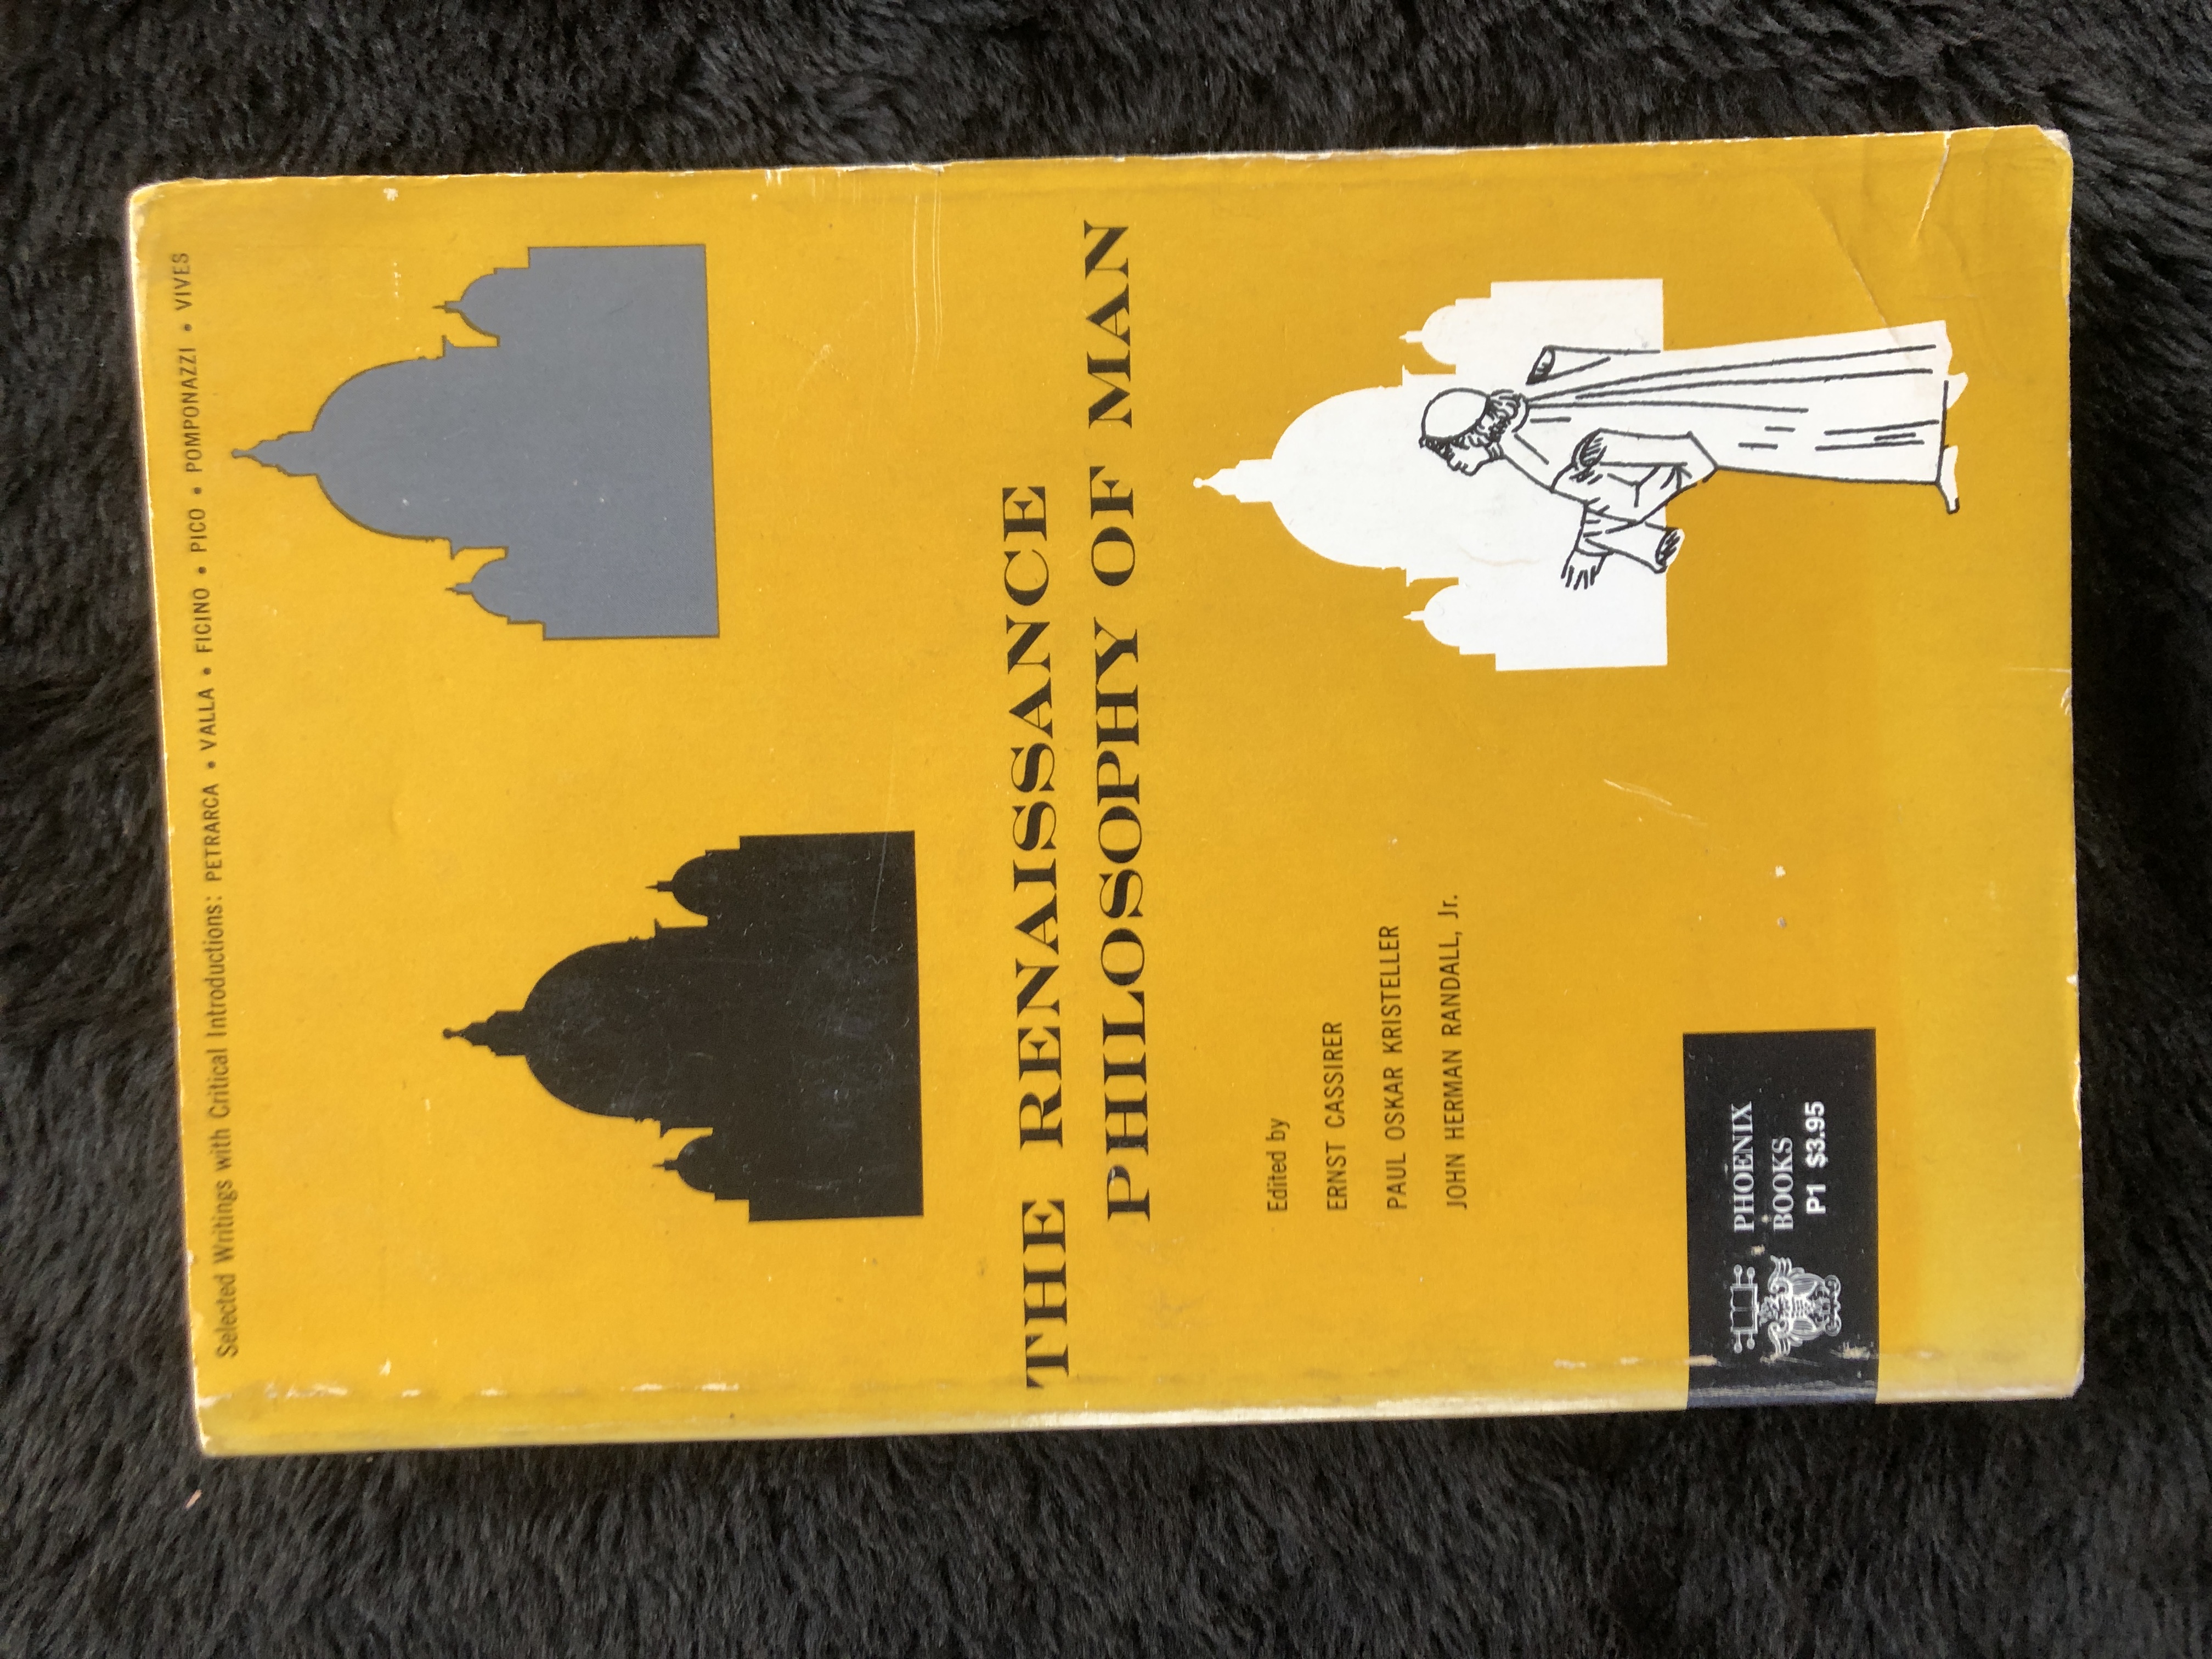 Selected Writings with Critical Introductions: PETRARCA • VALLA • FICINO • PICO • POMPONAZZI • VIVES
THE RENAISSANCE
PHILOSOPHY OF MAN
Edited by
ERNST CASSIRER
PAUL OSKAR KRISTELLER
JOHN HERMAN RANDALL, Jr.
PHOENIX
BOOKS
P1 $3.95